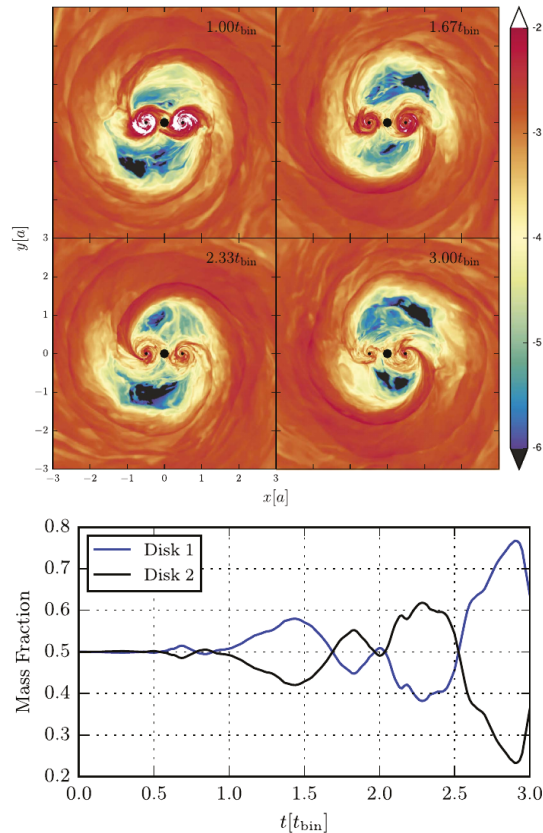 1.00t_bin
1.67t_bin
2.33t_bin
3.00t_bin
y[a]
3
2
1
0
−1
−2
−3
−3 −2 −1 0 1 2 3
x[a]
-2
-3
-4
-5
-6
Disk 1
Disk 2
Mass Fraction
0.8
0.7
0.6
0.5
0.4
0.3
0.2
0.0 0.5 1.0 1.5 2.0 2.5 3.0
t[t_bin]